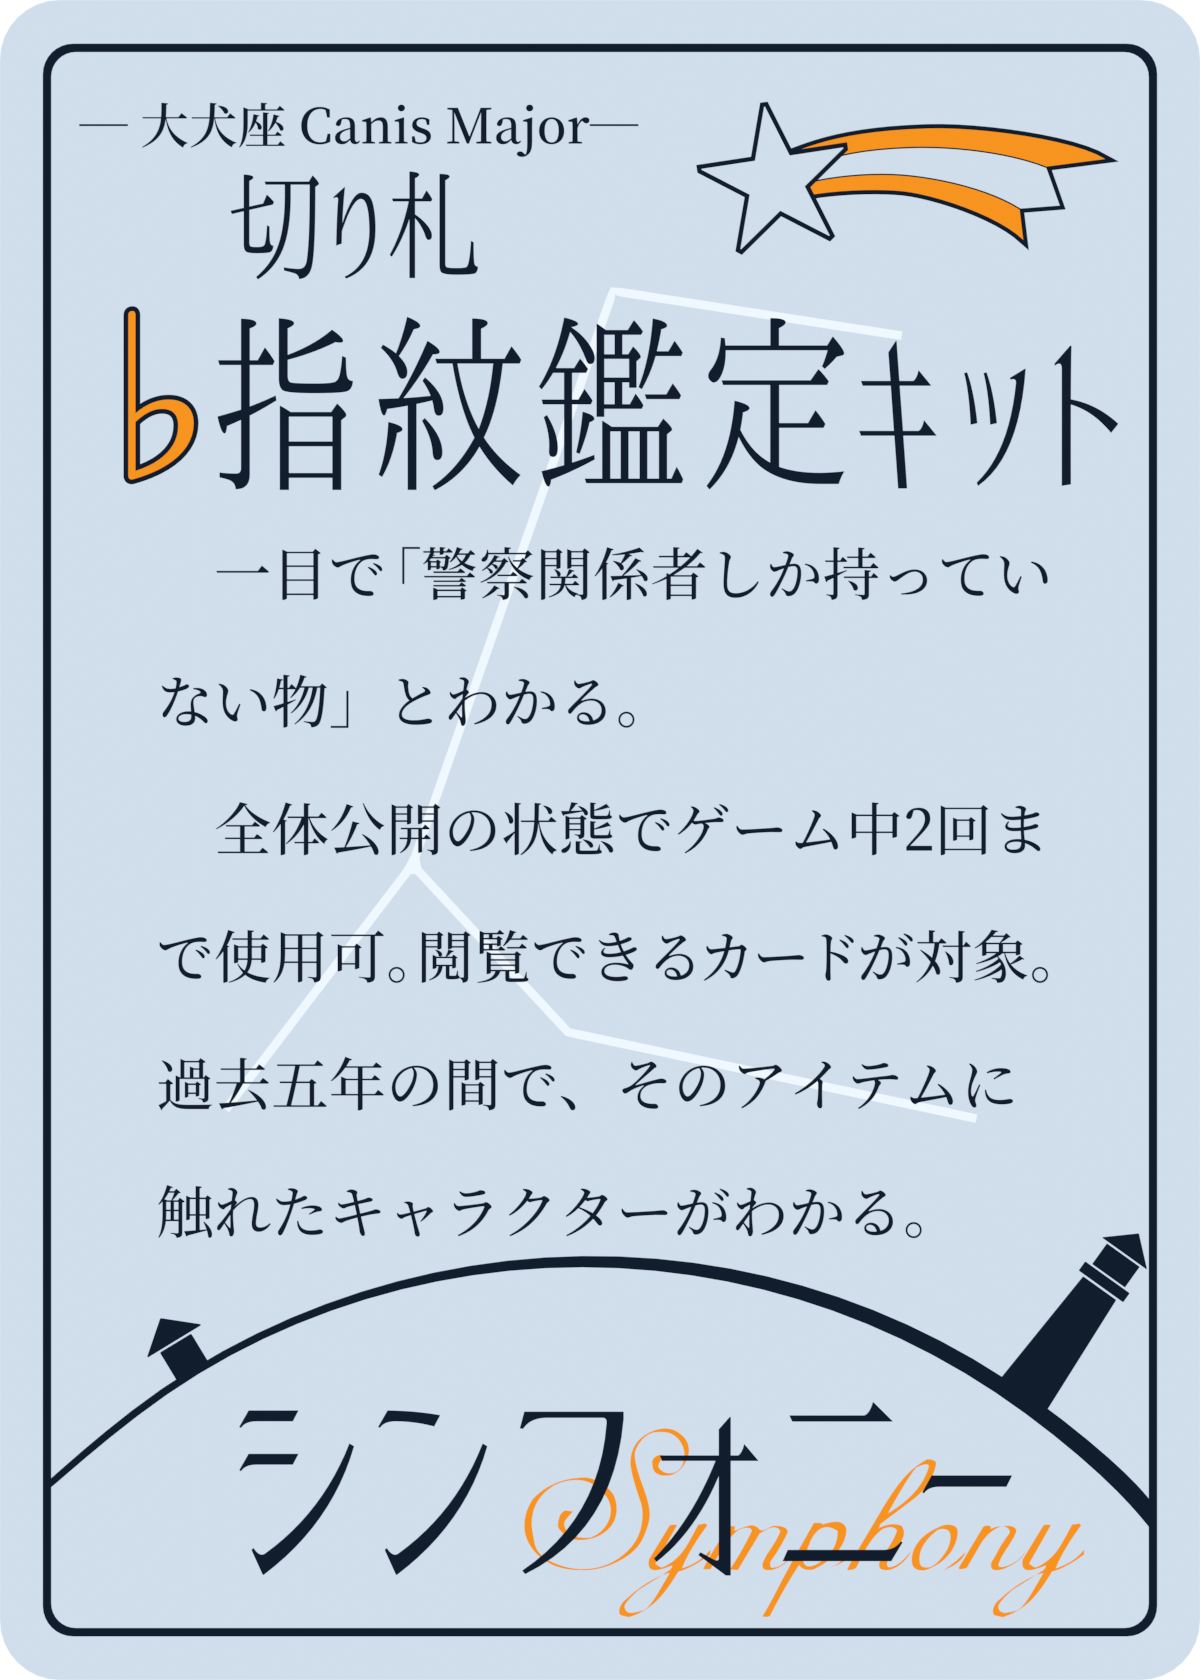 ― 大犬座 Canis Major―
切り札
♭指紋鑑定キット
一目で「警察関係者しか持ってい
ない物」とわかる。
全体公開の状態でゲーム中2回ま
で使用可。閲覧できるカードが対象。
過去五年の間で、そのアイテムに
触れたキャラクターがわかる。
シンフォニー
Symphony